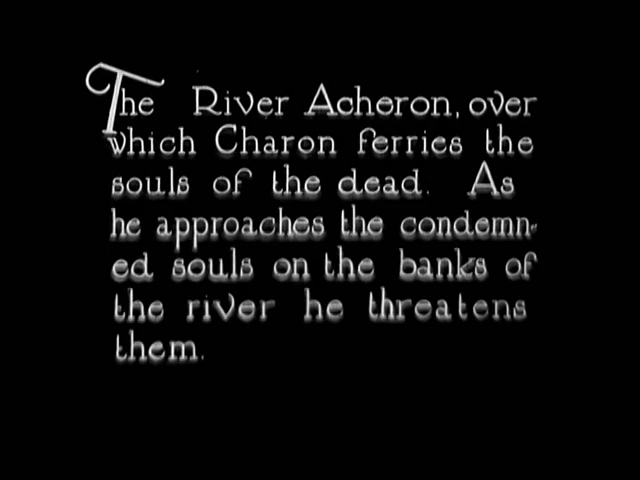 The River Acheron, over
which Charon ferries the
souls of the dead. As
he approaches the condemn-
ed souls on the banks of
the river he threatens
them.